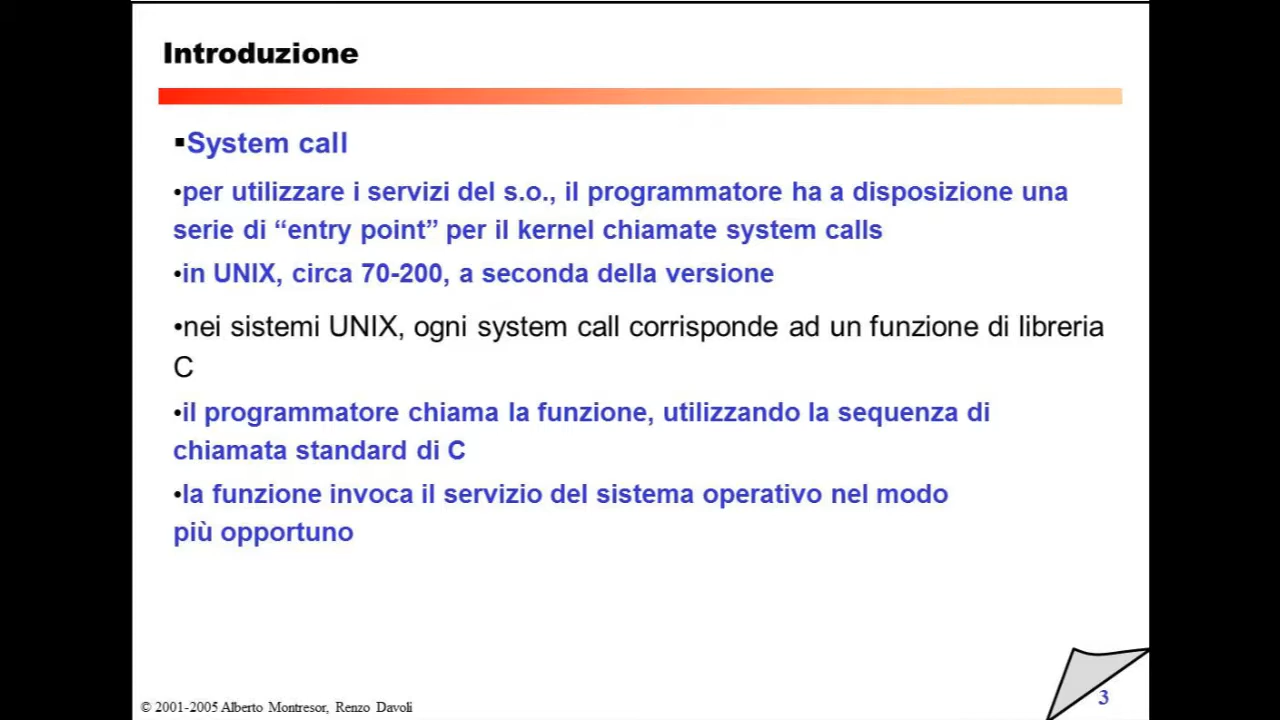 Introduzione
▪System call
•per utilizzare i servizi del s.o., il programmatore ha a disposizione una
serie di “entry point” per il kernel chiamate system calls
•in UNIX, circa 70-200, a seconda della versione
•nei sistemi UNIX, ogni system call corrisponde ad un funzione di libreria
C
•il programmatore chiama la funzione, utilizzando la sequenza di
chiamata standard di C
•la funzione invoca il servizio del sistema operativo nel modo
più opportuno
© 2001-2005 Alberto Montresor, Renzo Davoli
3